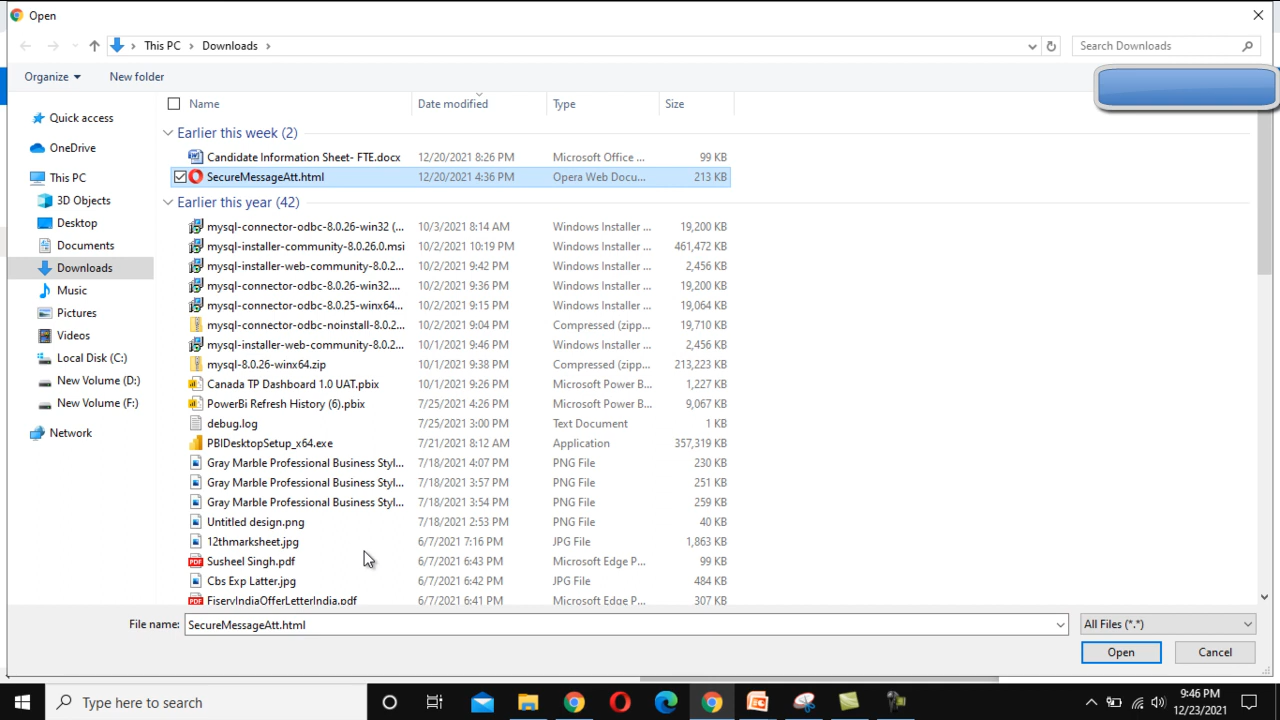 Open
This PC > Downloads >
Search Downloads
Organize
New folder
Name
Date modified
Type
Size
Quick access
OneDrive
This PC
3D Objects
Desktop
Documents
Downloads
Music
Pictures
Videos
Local Disk (C:)
New Volume (D:)
New Volume (F:)
Network
Earlier this week (2)
Candidate Information Sheet- FTE.docx 12/20/2021 8:26 PM Microsoft Office ... 99 KB
SecureMessageAtt.html 12/20/2021 4:36 PM Opera Web Docu... 213 KB
Earlier this year (42)
mysql-connector-odbc-8.0.26-win32 (... 10/3/2021 8:14 AM Windows Installer ... 19,200 KB
mysql-installer-community-8.0.26.0.msi 10/2/2021 10:19 PM Windows Installer ... 461,472 KB
mysql-installer-web-community-8.0.2... 10/2/2021 9:42 PM Windows Installer ... 2,456 KB
mysql-connector-odbc-8.0.26-win32.... 10/2/2021 9:36 PM Windows Installer ... 19,200 KB
mysql-connector-odbc-8.0.25-winx64... 10/2/2021 9:15 PM Windows Installer ... 19,064 KB
mysql-connector-odbc-noinstall-8.0.2... 10/2/2021 9:04 PM Compressed (zipp... 19,710 KB
mysql-installer-web-community-8.0.2... 10/1/2021 9:46 PM Windows Installer ... 2,456 KB
mysql-8.0.26-winx64.zip 10/1/2021 9:38 PM Compressed (zipp... 213,223 KB
Canada TP Dashboard 1.0 UAT.pbix 10/1/2021 9:26 PM Microsoft Power B... 1,227 KB
PowerBi Refresh History (6).pbix 7/25/2021 4:26 PM Microsoft Power B... 9,067 KB
debug.log 7/25/2021 3:00 PM Text Document 1 KB
PBIDesktopSetup_x64.exe 7/21/2021 8:12 AM Application 357,319 KB
Gray Marble Professional Business Styl... 7/18/2021 4:07 PM PNG File 230 KB
Gray Marble Professional Business Styl... 7/18/2021 3:57 PM PNG File 251 KB
Gray Marble Professional Business Styl... 7/18/2021 3:54 PM PNG File 259 KB
Untitled design.png 7/18/2021 2:53 PM PNG File 40 KB
12thmarksheet.jpg 6/7/2021 7:16 PM JPG File 1,863 KB
Susheel Singh.pdf 6/7/2021 6:43 PM Microsoft Edge P... 99 KB
Cbs Exp Latter.jpg 6/7/2021 6:42 PM JPG File 484 KB
FiservIndiaOfferLetterIndia.pdf 6/7/2021 6:41 PM Microsoft Edge P... 307 KB
File name: SecureMessageAtt.html
All Files (*.*)
Open
Cancel
Type here to search
9:46 PM
12/23/2021